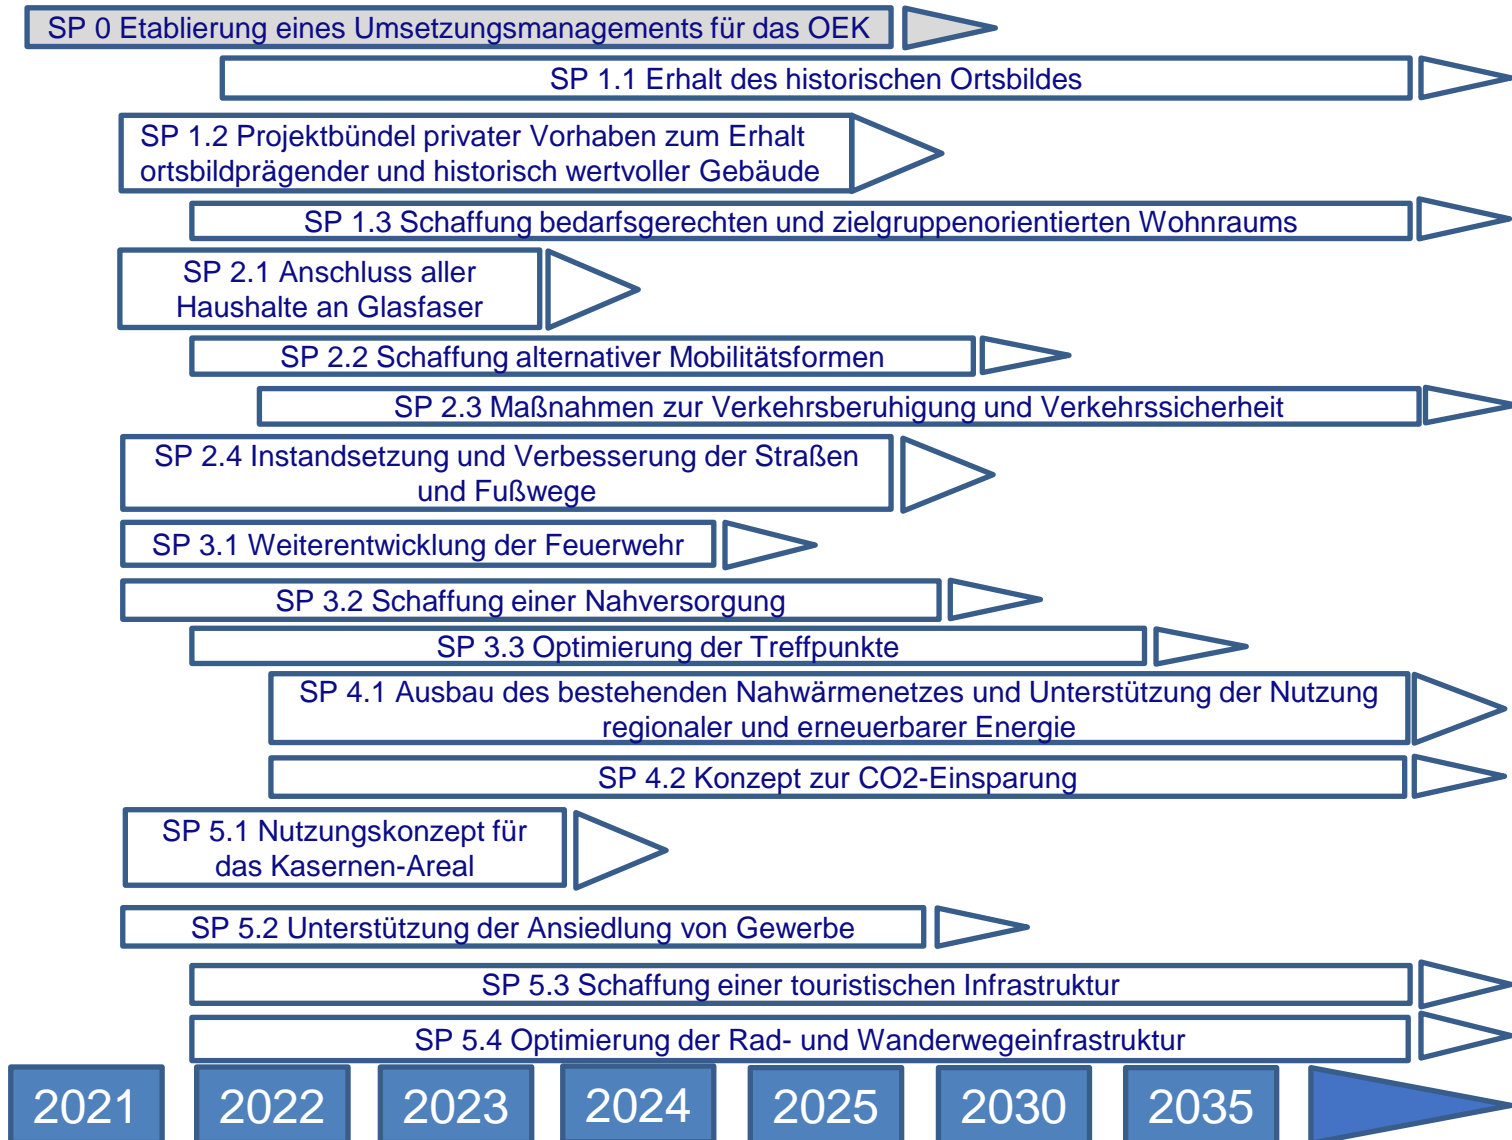 SP 0 Etablierung eines Umsetzungsmanagements für das OEK
SP 1.1 Erhalt des historischen Ortsbildes
SP 1.2 Projektbündel privater Vorhaben zum Erhalt
ortsbildprägender und historisch wertvoller Gebäude
SP 1.3 Schaffung bedarfsgerechten und zielgruppenorientierten Wohnraums
SP 2.1 Anschluss aller
Haushalte an Glasfaser
SP 2.2 Schaffung alternativer Mobilitätsformen
SP 2.3 Maßnahmen zur Verkehrsberuhigung und Verkehrssicherheit
SP 2.4 Instandsetzung und Verbesserung der Straßen
und Fußwege
SP 3.1 Weiterentwicklung der Feuerwehr
SP 3.2 Schaffung einer Nahversorgung
SP 3.3 Optimierung der Treffpunkte
SP 4.1 Ausbau des bestehenden Nahwärmenetzes und Unterstützung der Nutzung
regionaler und erneuerbarer Energie
SP 4.2 Konzept zur CO2-Einsparung
SP 5.1 Nutzungskonzept für
das Kasernen-Areal
SP 5.2 Unterstützung der Ansiedlung von Gewerbe
SP 5.3 Schaffung einer touristischen Infrastruktur
SP 5.4 Optimierung der Rad- und Wanderwegeinfrastruktur
2021 2022 2023 2024 2025 2030 2035